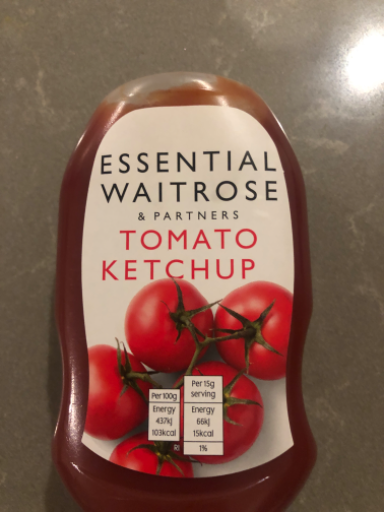 ESSENTIAL
WAITROSE
& PARTNERS
TOMATO
KETCHUP
Per 100g
Energy
437kJ
103kcal
Per 15g
serving
Energy
66kJ
15kcal
1%